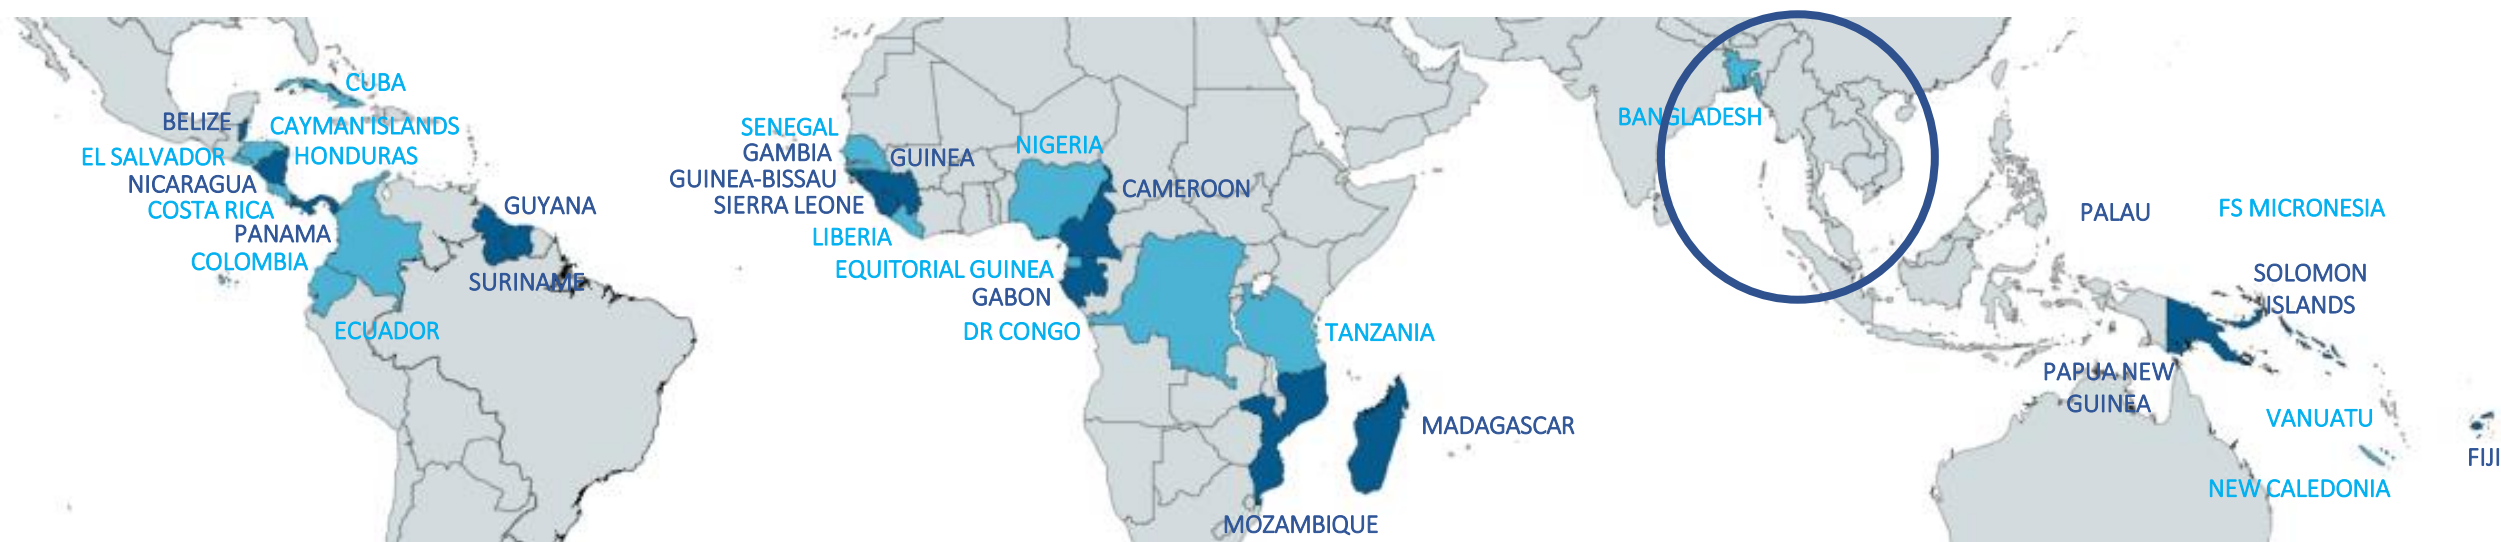 CUBA
BELIZE
CAYMAN ISLANDS
EL SALVADOR
HONDURAS
NICARAGUA
COSTA RICA
PANAMA
COLOMBIA
GUYANA
SURINAME
ECUADOR
SENEGAL
GAMBIA
GUINEA
NIGERIA
GUINEA-BISSAU
CAMEROON
SIERRA LEONE
LIBERIA
EQUITORIAL GUINEA
GABON
DR CONGO
TANZANIA
MADAGASCAR
MOZAMBIQUE
BANGLADESH
PALAU
FS MICRONESIA
SOLOMON
ISLANDS
PAPUA NEW
GUINEA
VANUATU
FIJI
NEW CALEDONIA